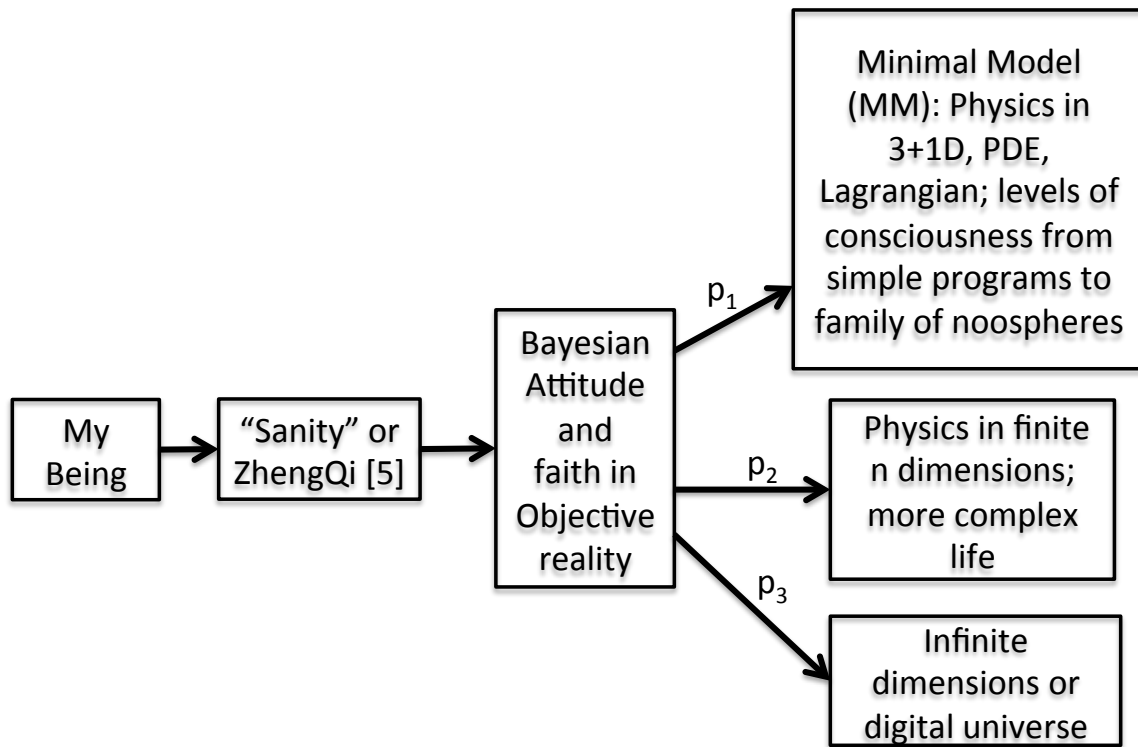 My
Being
“Sanity” or
ZhengQi [5]
Bayesian
Attitude
and
faith in
Objective
reality
p1
Minimal Model
(MM): Physics in
3+1D, PDE,
Lagrangian; levels of
consciousness from
simple programs to
family of noospheres
p2
Physics in finite
n dimensions;
more complex
life
p3
Infinite
dimensions or
digital universe